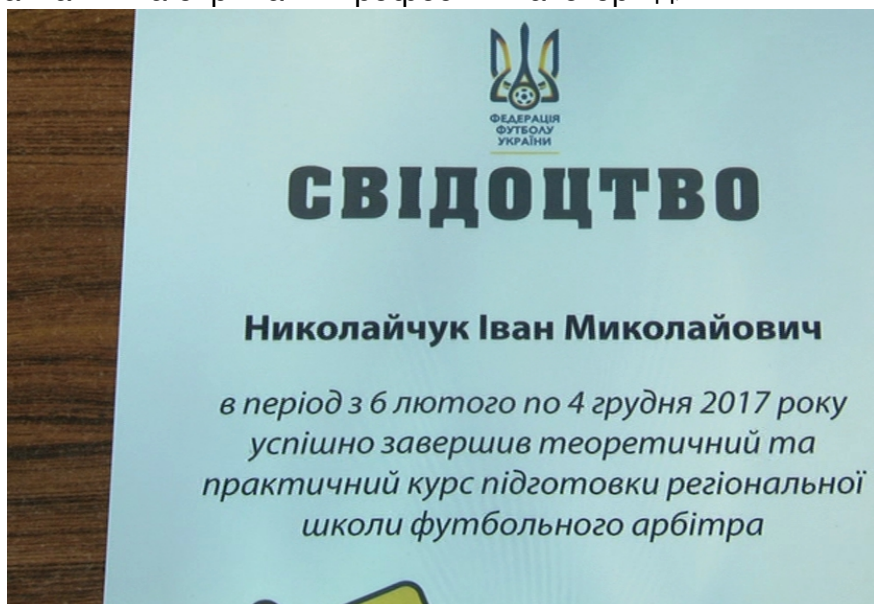 ФЕДЕРАЦІЯ
ФУТБОЛУ
УКРАЇНИ
СВІДОЦТВО
Николайчук Іван Миколайович
в період з 6 лютого по 4 грудня 2017 року
успішно завершив теоретичний та
практичний курс підготовки регіональної
школи футбольного арбітра